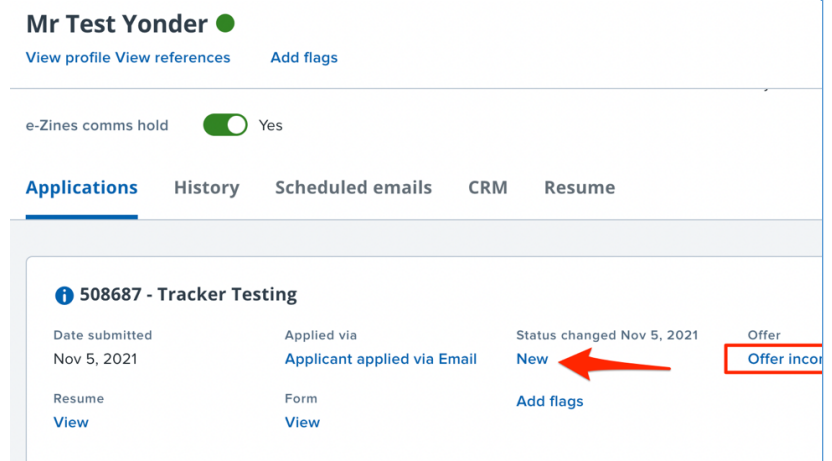 Mr Test Yonder
View profile View references Add flags
e-Zines comms hold Yes
Applications History Scheduled emails CRM Resume
508687 - Tracker Testing
Date submitted Applied via Status changed Nov 5, 2021 Offer
Nov 5, 2021 Applicant applied via Email New Offer
Resume Form Add flags
View View